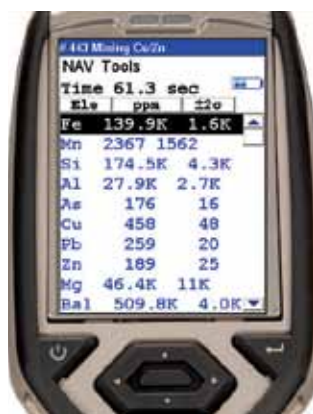 # 443 Mining Cu/Zn
NAV Tools
Time 61.3 sec
Ele ppm ±2σ
Fe 139.9K 1.6K
Mn 2367 1562
Si 174.5K 4.3K
Al 27.9K 2.7K
As 176 16
Cu 458 48
Pb 259 20
Zn 189 25
Mg 46.4K 11K
Bal 509.8K 4.0K